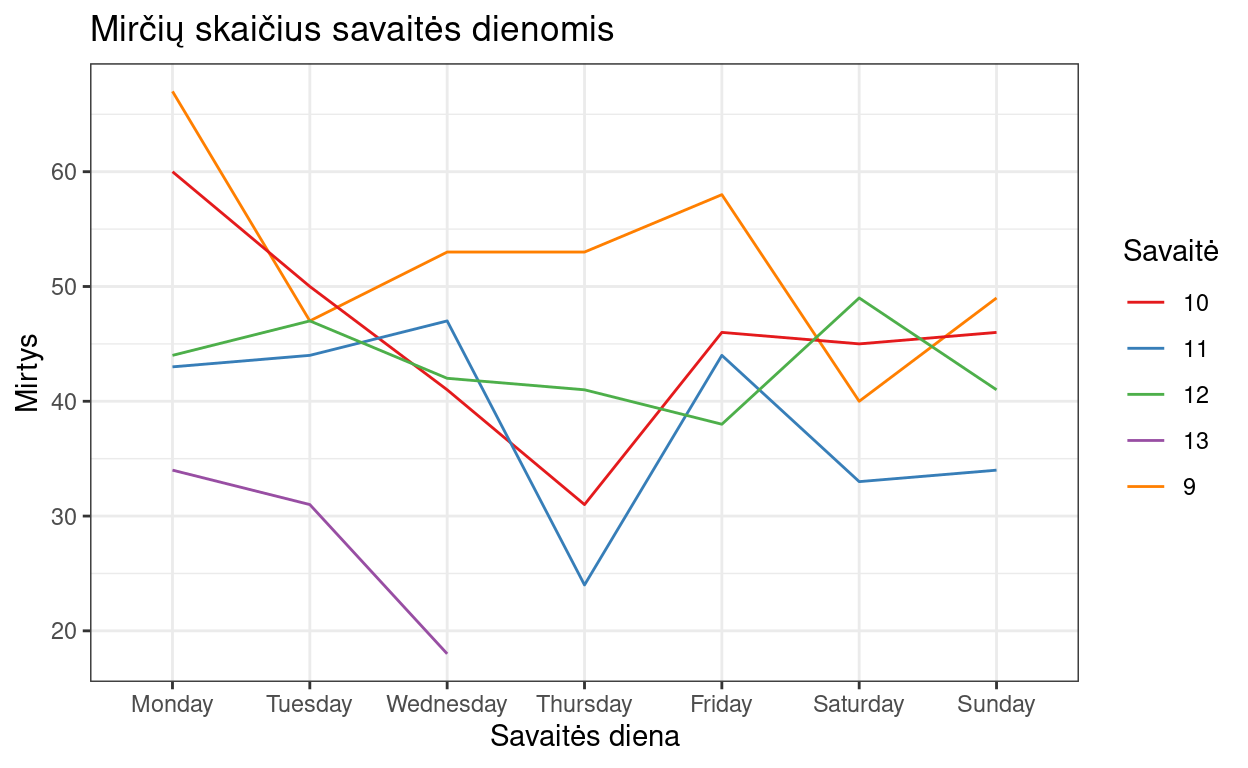 Mirčių skaičius savaitės dienomis
Mirtys
60
50
40
30
20
Monday Tuesday Wednesday Thursday Friday Saturday Sunday
Savaitės diena
Savaitė
10
11
12
13
9